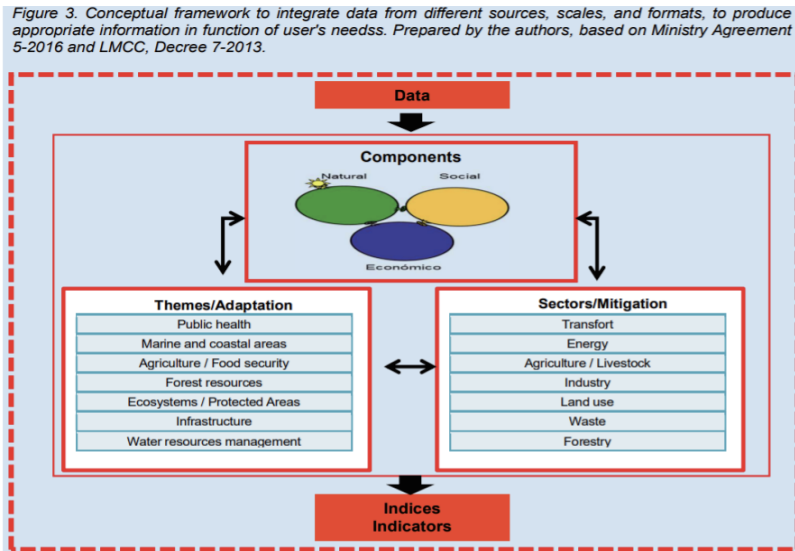 Figure 3. Conceptual framework to integrate data from different sources, scales, and formats, to produce
appropriate information in function of user's needss. Prepared by the authors, based on Ministry Agreement
5-2016 and LMCC, Decree 7-2013.
Data
Components
Natural
Social
Económico
Themes/Adaptation
Public health
Marine and coastal areas
Agriculture / Food security
Forest resources
Ecosystems / Protected Areas
Infrastructure
Water resources management
Sectors/Mitigation
Transfort
Energy
Agriculture / Livestock
Industry
Land use
Waste
Forestry
Indices
Indicators